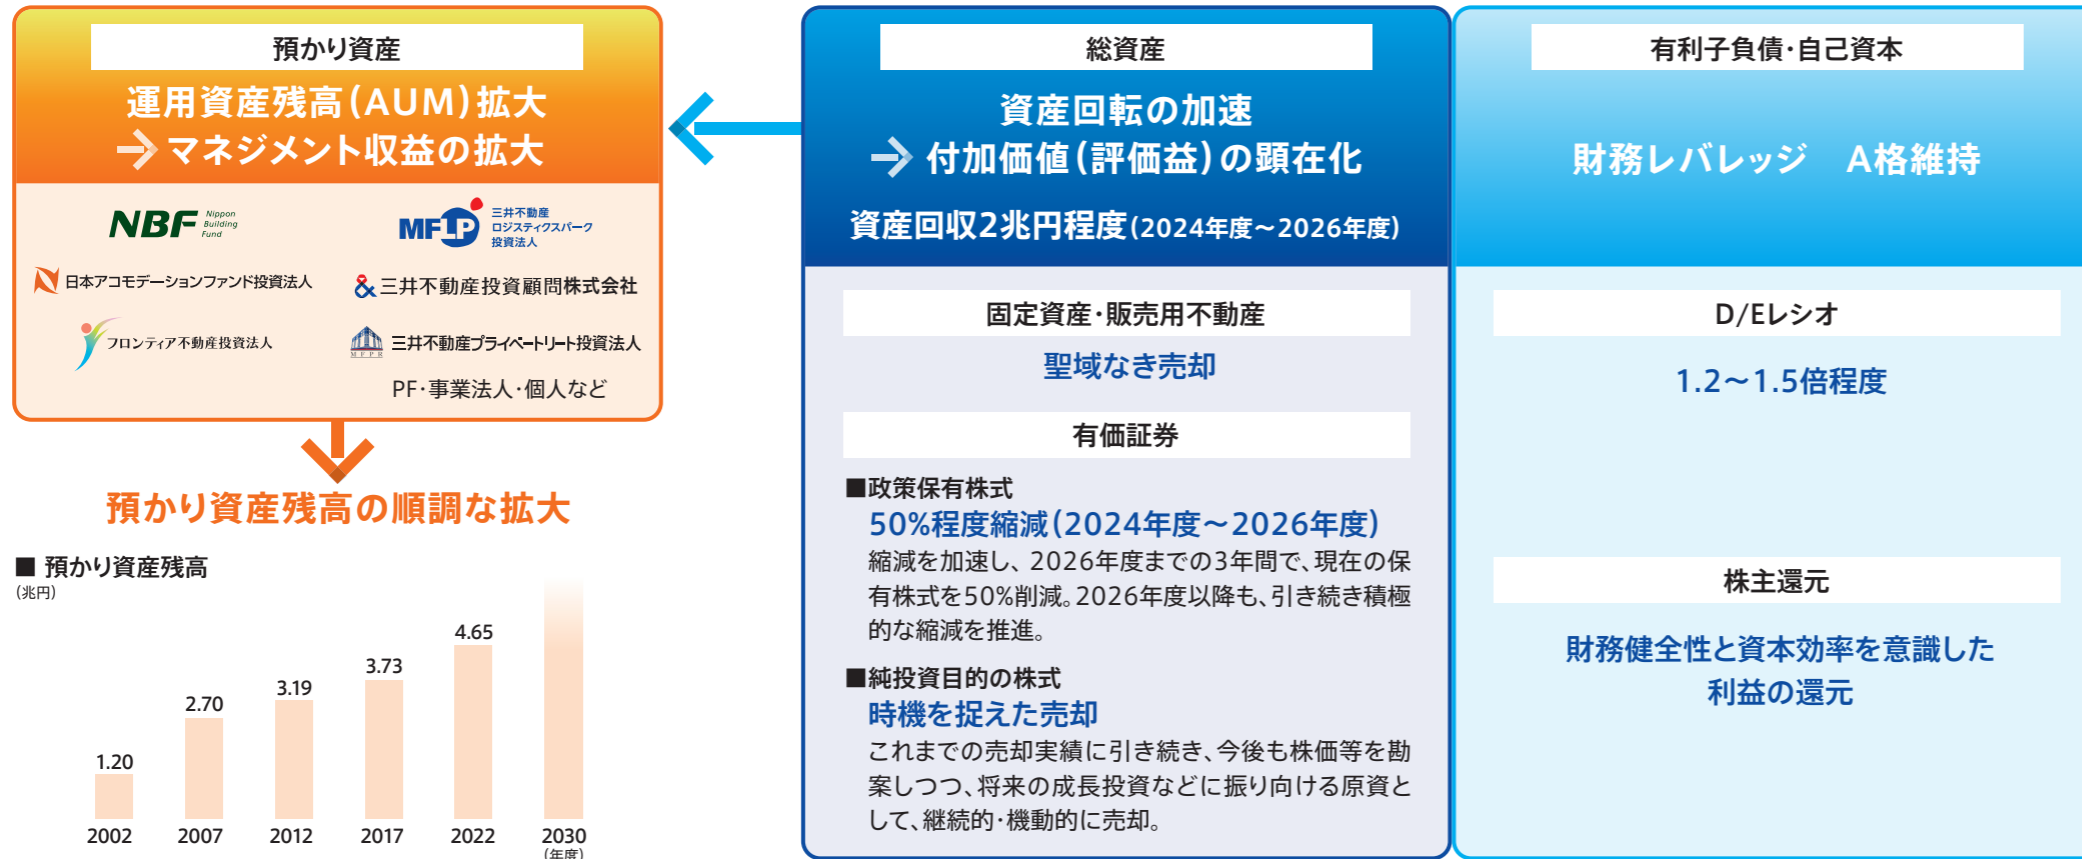 預かり資産
運用資産残高(AUM)拡大
→ マネジメント収益の拡大
NBF Nippon Building Fund
MFLP 三井不動産 ロジスティクスパーク 投資法人
日本アコモデーションファンド投資法人
&三井不動産投資顧問株式会社
フロンティア不動産投資法人
MFPR 三井不動産プライベートリート投資法人
PF・事業法人・個人など
預かり資産残高の順調な拡大
■ 預かり資産残高
(兆円)
1.20
2.70
3.19
3.73
4.65
2002 2007 2012 2017 2022 2030
(年度)
総資産
資産回転の加速
→ 付加価値(評価益)の顕在化
資産回収2兆円程度(2024年度～2026年度)
固定資産・販売用不動産
聖域なき売却
有価証券
■政策保有株式
50%程度縮減(2024年度～2026年度)
縮減を加速し、2026年度までの3年間で、現在の保
有株式を50%削減。2026年度以降も、引き続き積極
的な縮減を推進。
■純投資目的の株式
時機を捉えた売却
これまでの売却実績に引き続き、今後も株価等を勘
案しつつ、将来の成長投資などに振り向ける原資と
して、継続的・機動的に売却。
有利子負債・自己資本
財務レバレッジ　A格維持
D/Eレシオ
1.2～1.5倍程度
株主還元
財務健全性と資本効率を意識した
利益の還元